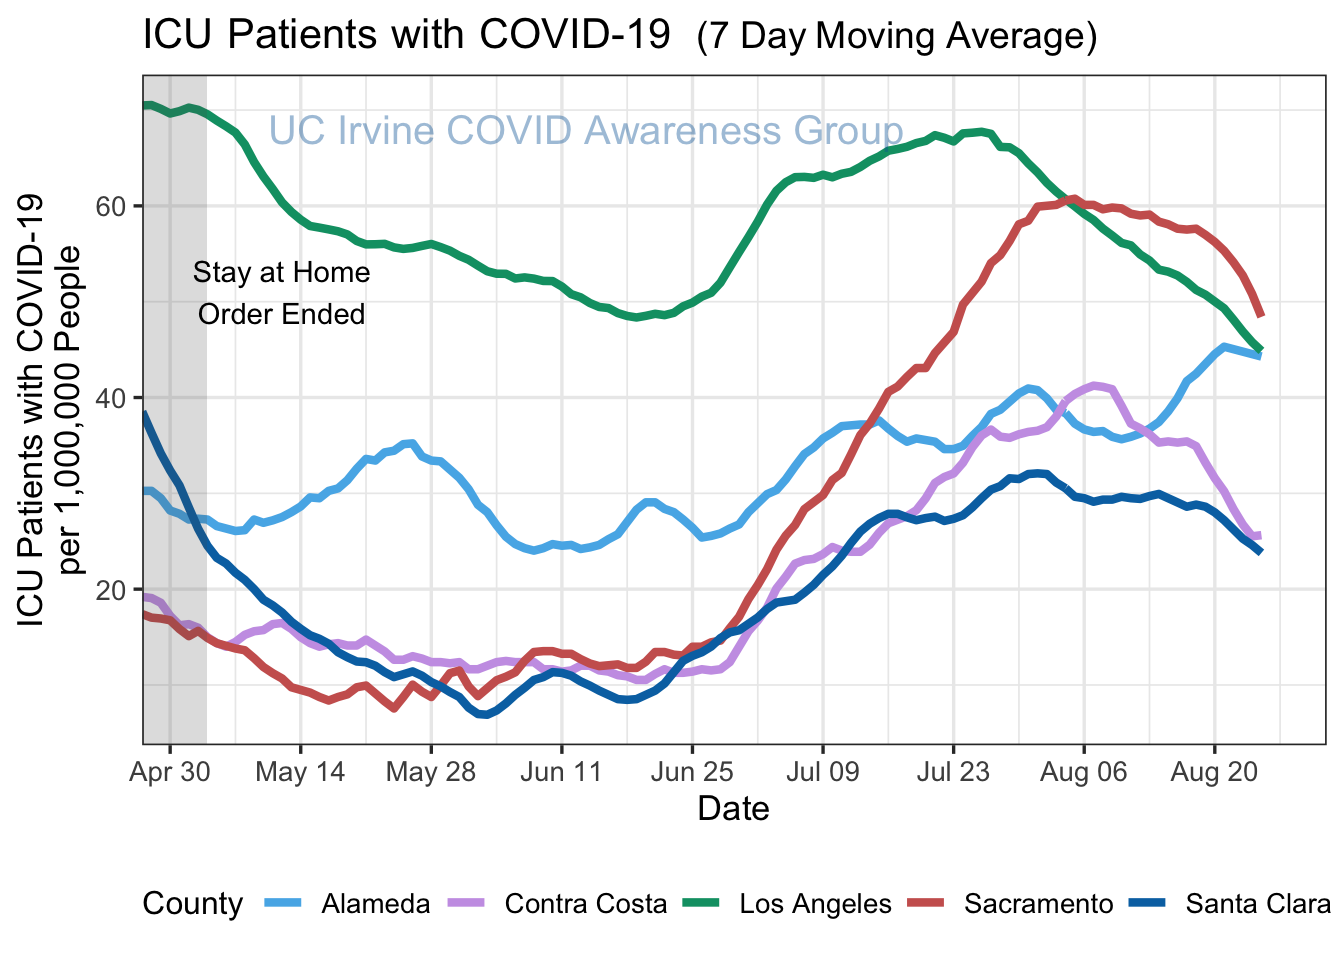 ICU Patients with COVID-19 (7 Day Moving Average)
UC Irvine COVID Awareness Group
Stay at Home
Order Ended
ICU Patients with COVID-19
per 1,000,000 People
60
40
20
Apr 30 May 14 May 28 Jun 11 Jun 25 Jul 09 Jul 23 Aug 06 Aug 20
Date
County Alameda Contra Costa Los Angeles Sacramento Santa Clara